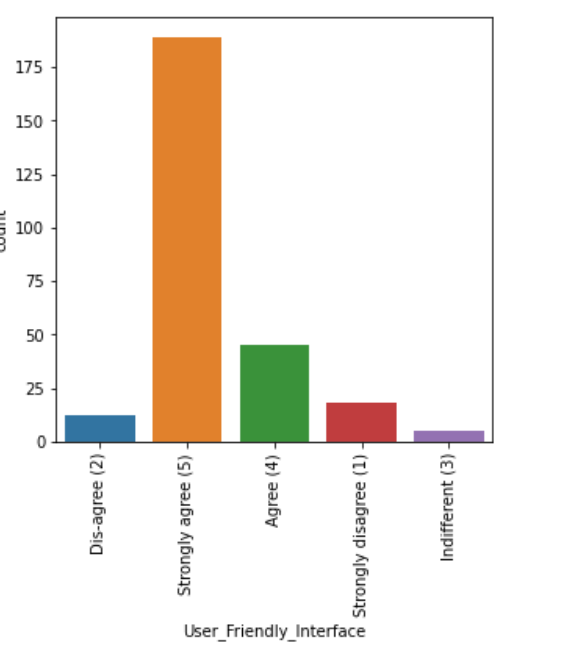 175
150
125
100
75
50
25
0
count
Dis-agree (2)
Strongly agree (5)
Agree (4)
Strongly disagree (1)
Indifferent (3)
User_Friendly_Interface